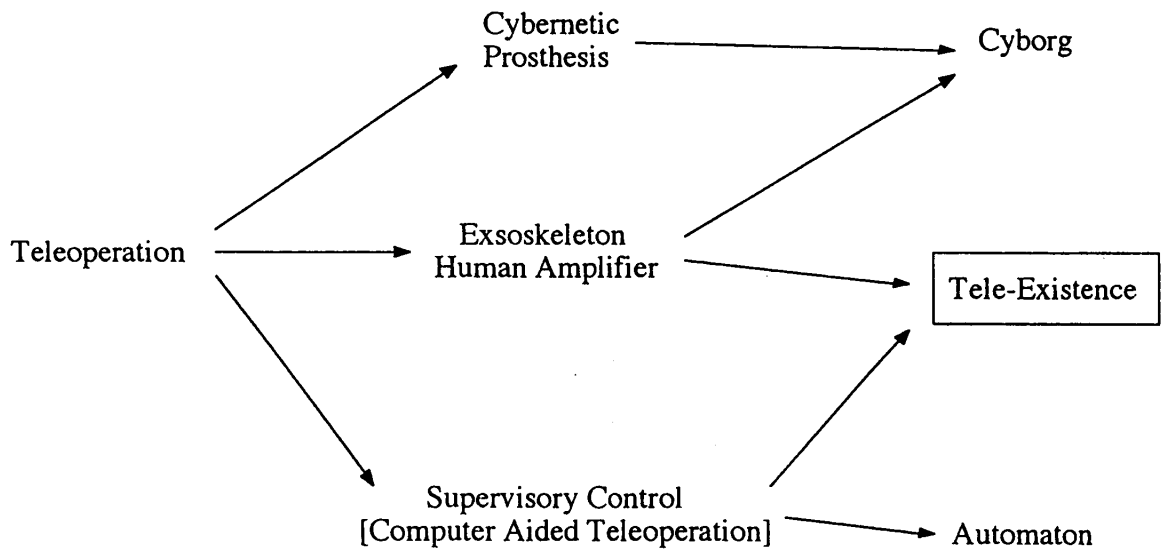 Cybernetic
Prosthesis
Cyborg
Teleoperation
Exsoskeleton
Human Amplifier
Tele-Existence
Supervisory Control
[Computer Aided Teleoperation]
Automaton